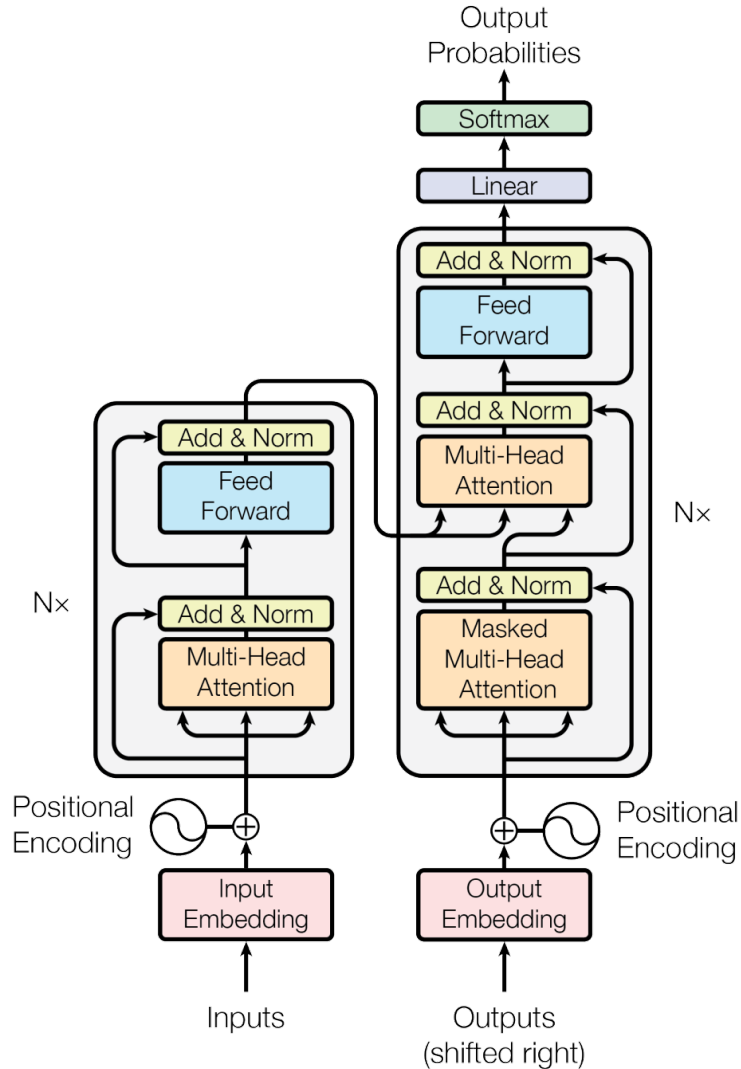 Output
Probabilities
Softmax
Linear
Add & Norm
Feed
Forward
Add & Norm
Multi-Head
Attention
Add & Norm
Masked
Multi-Head
Attention
N×
Add & Norm
Feed
Forward
Add & Norm
Multi-Head
Attention
N×
Positional
Encoding
Positional
Encoding
Input
Embedding
Output
Embedding
Inputs
Outputs
(shifted right)